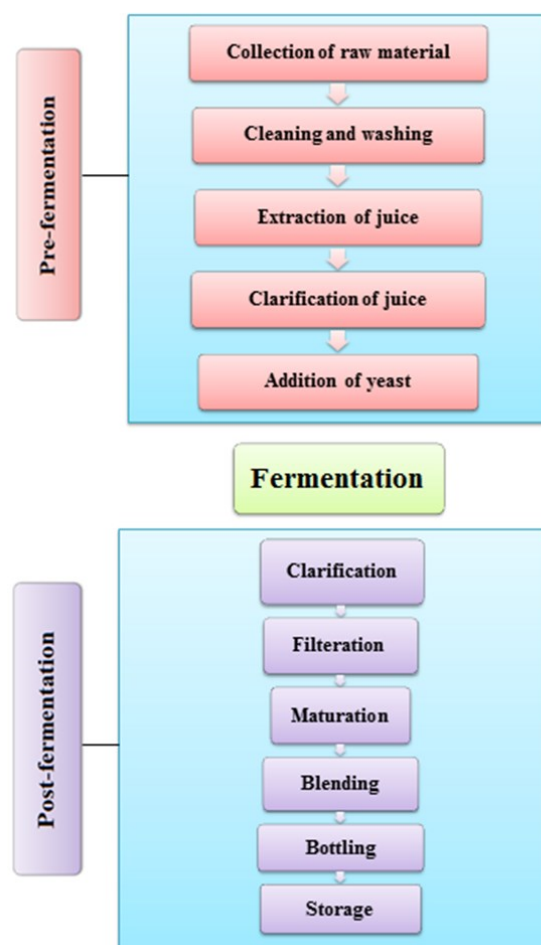 Pre-fermentation
Collection of raw material
Cleaning and washing
Extraction of juice
Clarification of juice
Addition of yeast
Fermentation
Post-fermentation
Clarification
Filteration
Maturation
Blending
Bottling
Storage